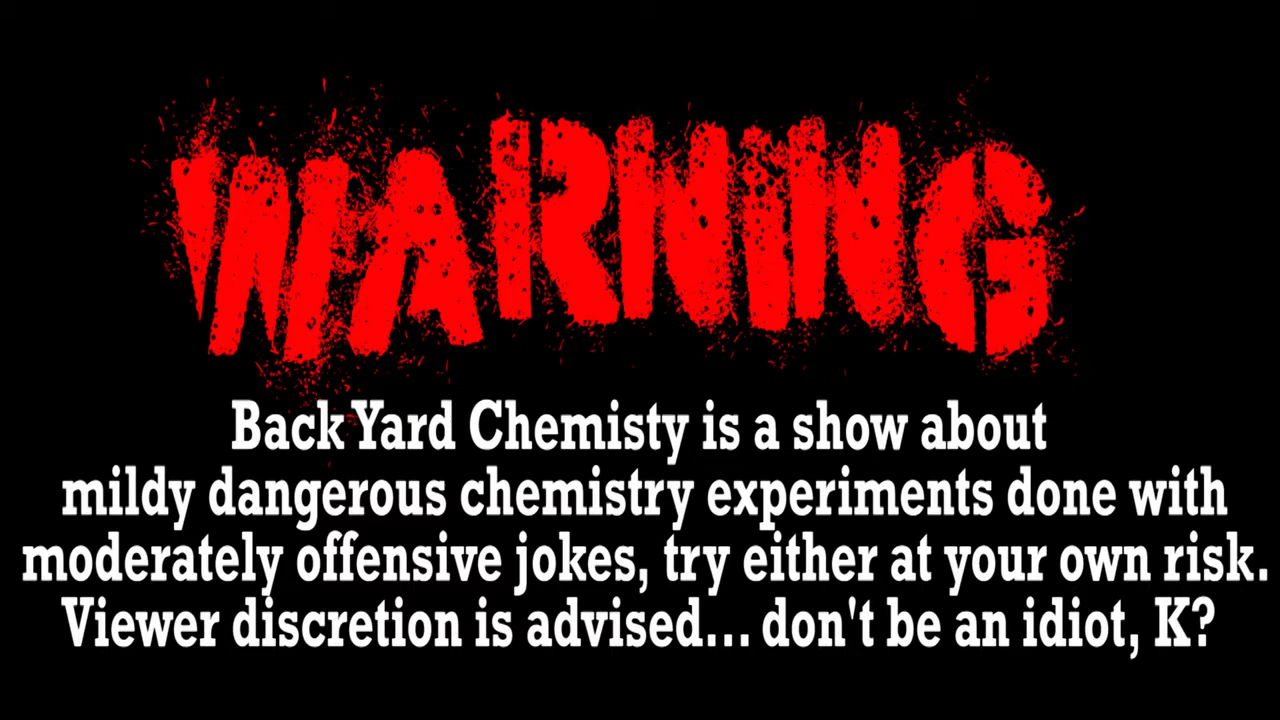 WARNING
Back Yard Chemisty is a show about
mildy dangerous chemistry experiments done with
moderately offensive jokes, try either at your own risk.
Viewer discretion is advised... don't be an idiot, K?